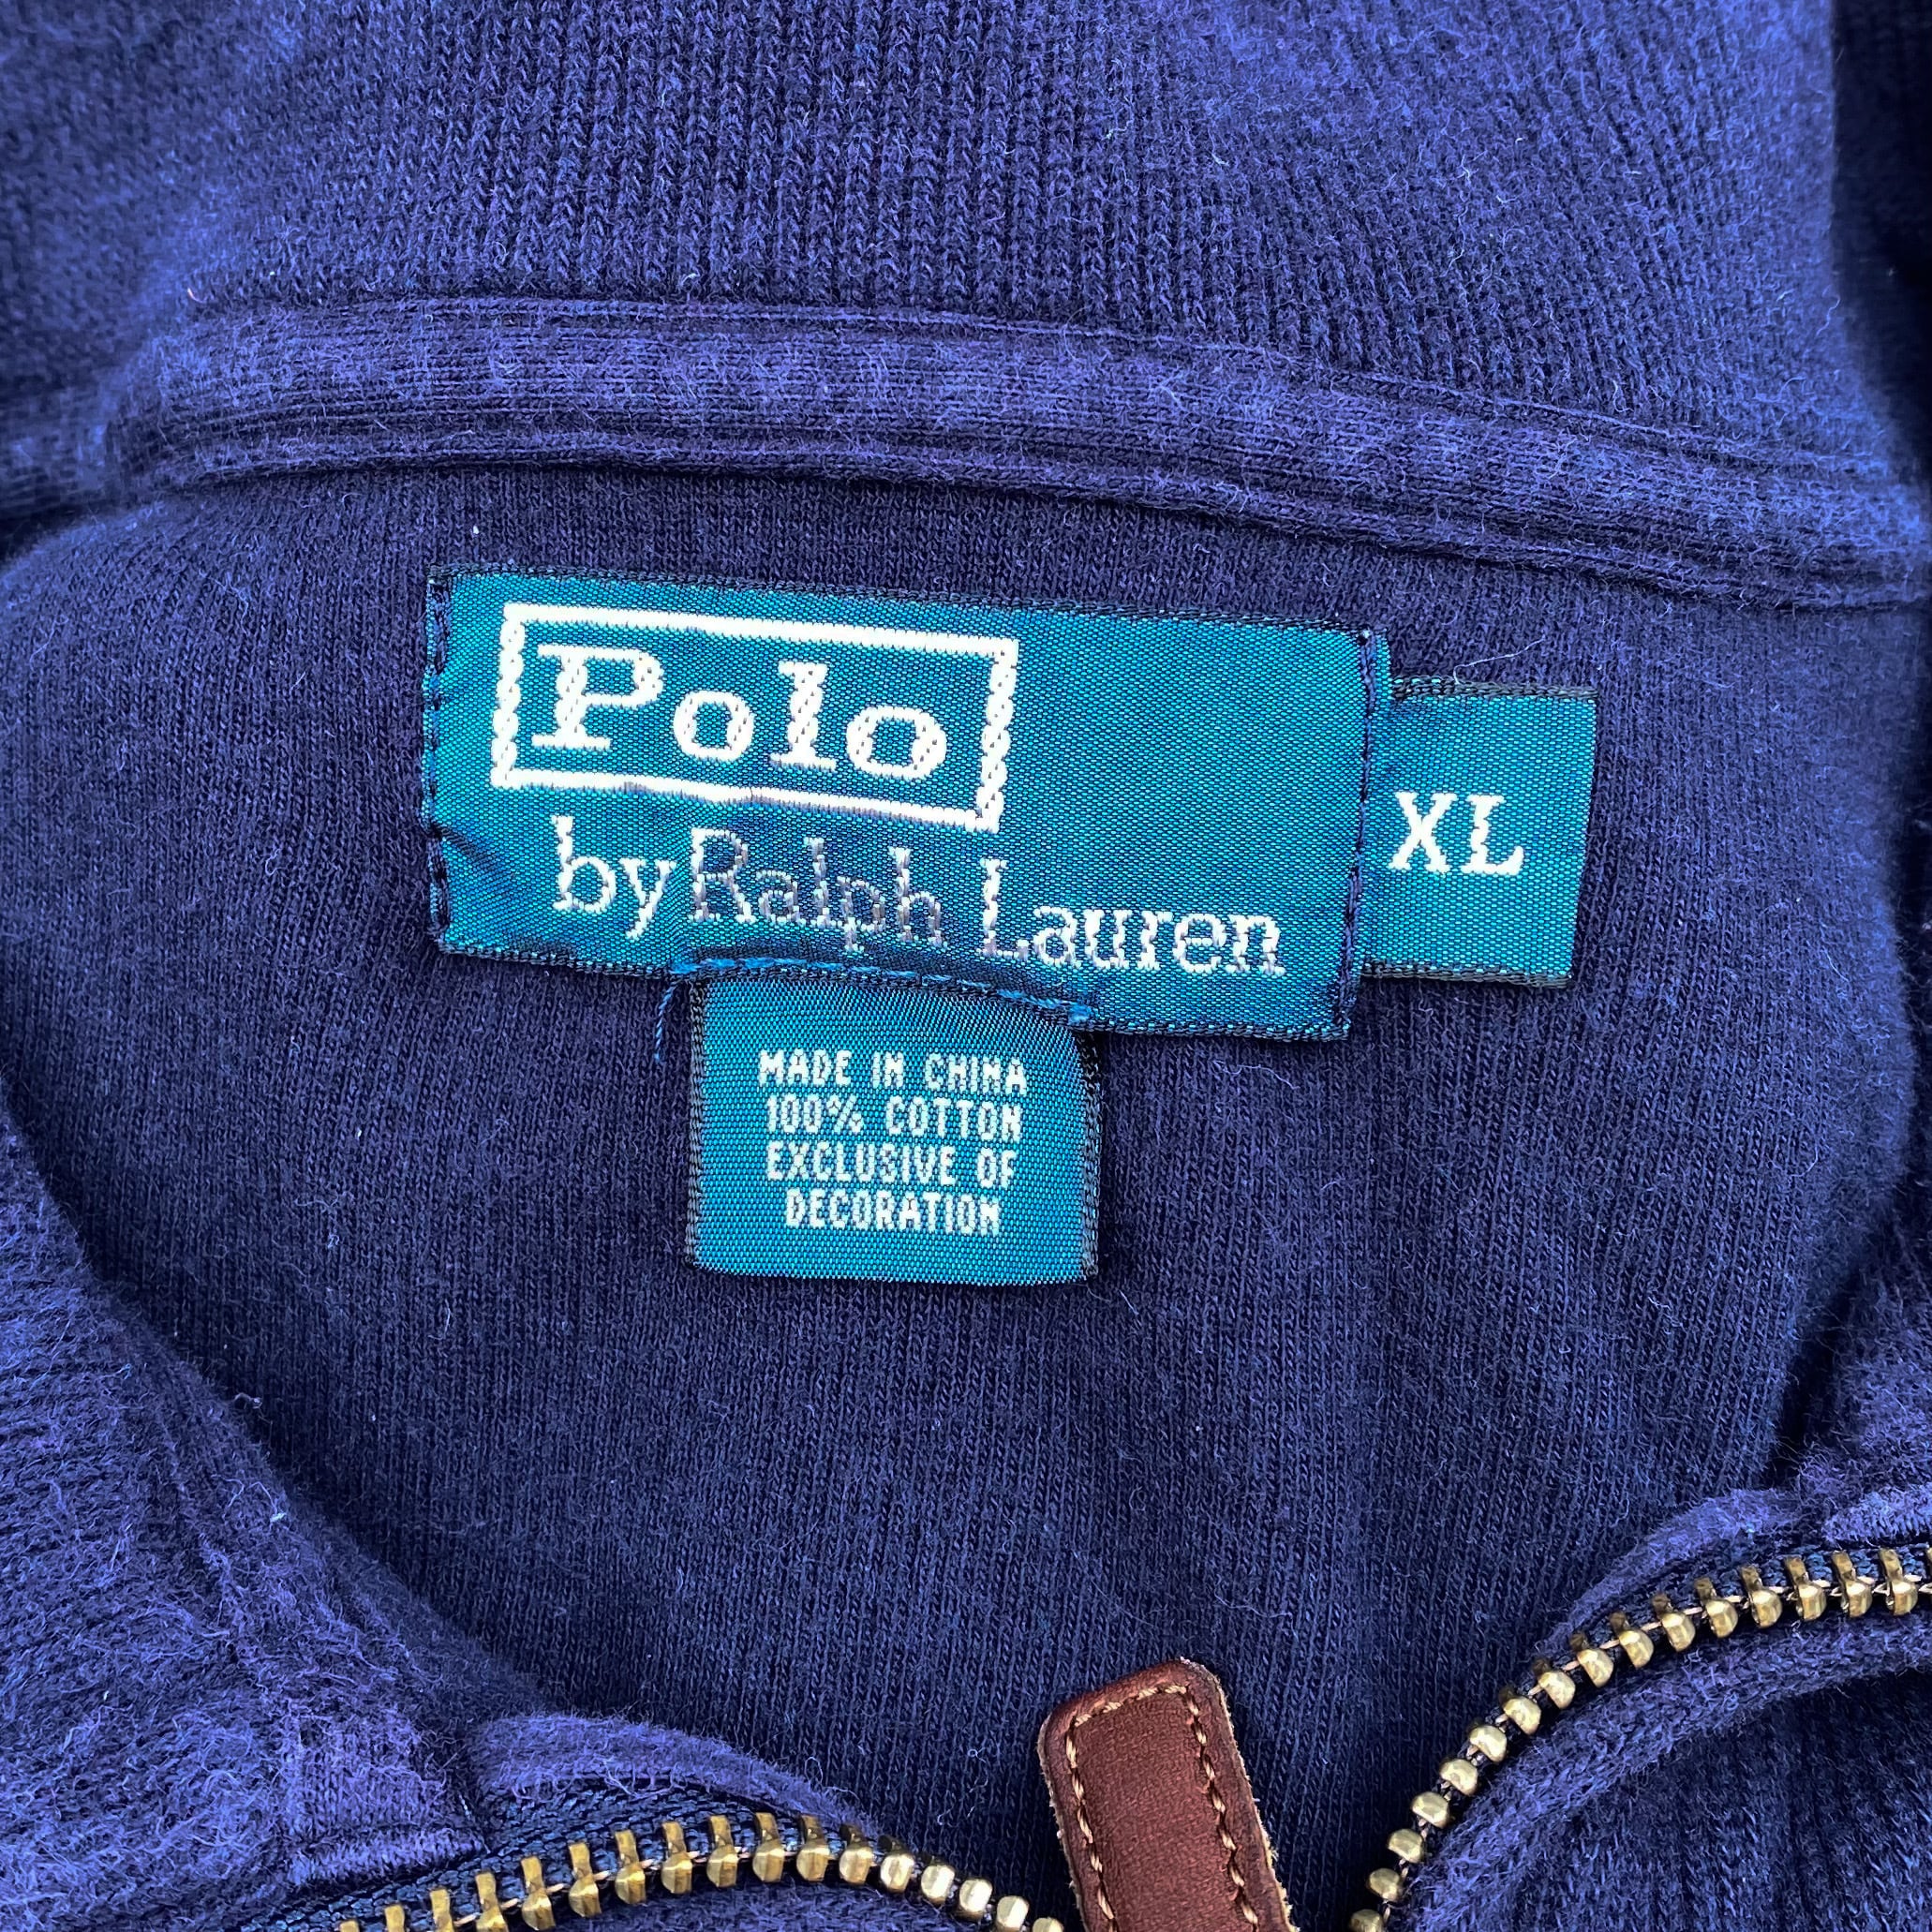 Polo
by Ralph Lauren
XL
MADE IN CHINA
100% COTTON
EXCLUSIVE OF
DECORATION